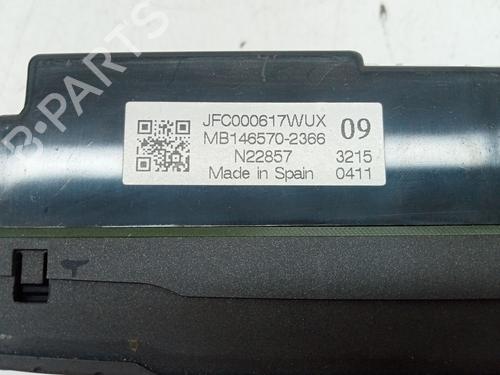 JFC000617WUX
MB146570-2366
09
N22857
3215
Made in Spain
0411
B-PARTS